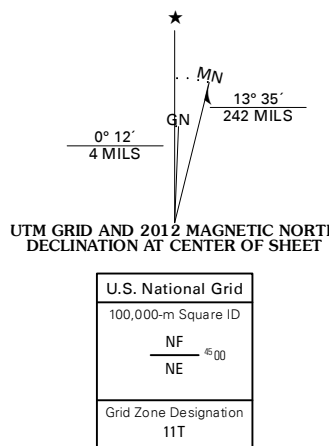 ★
MN
GN
13° 35´
242 MILS
0° 12´
4 MILS
UTM GRID AND 2012 MAGNETIC NORTH
DECLINATION AT CENTER OF SHEET
U.S. National Grid
100,000-m Square ID
NF
4500
NE
Grid Zone Designation
11T